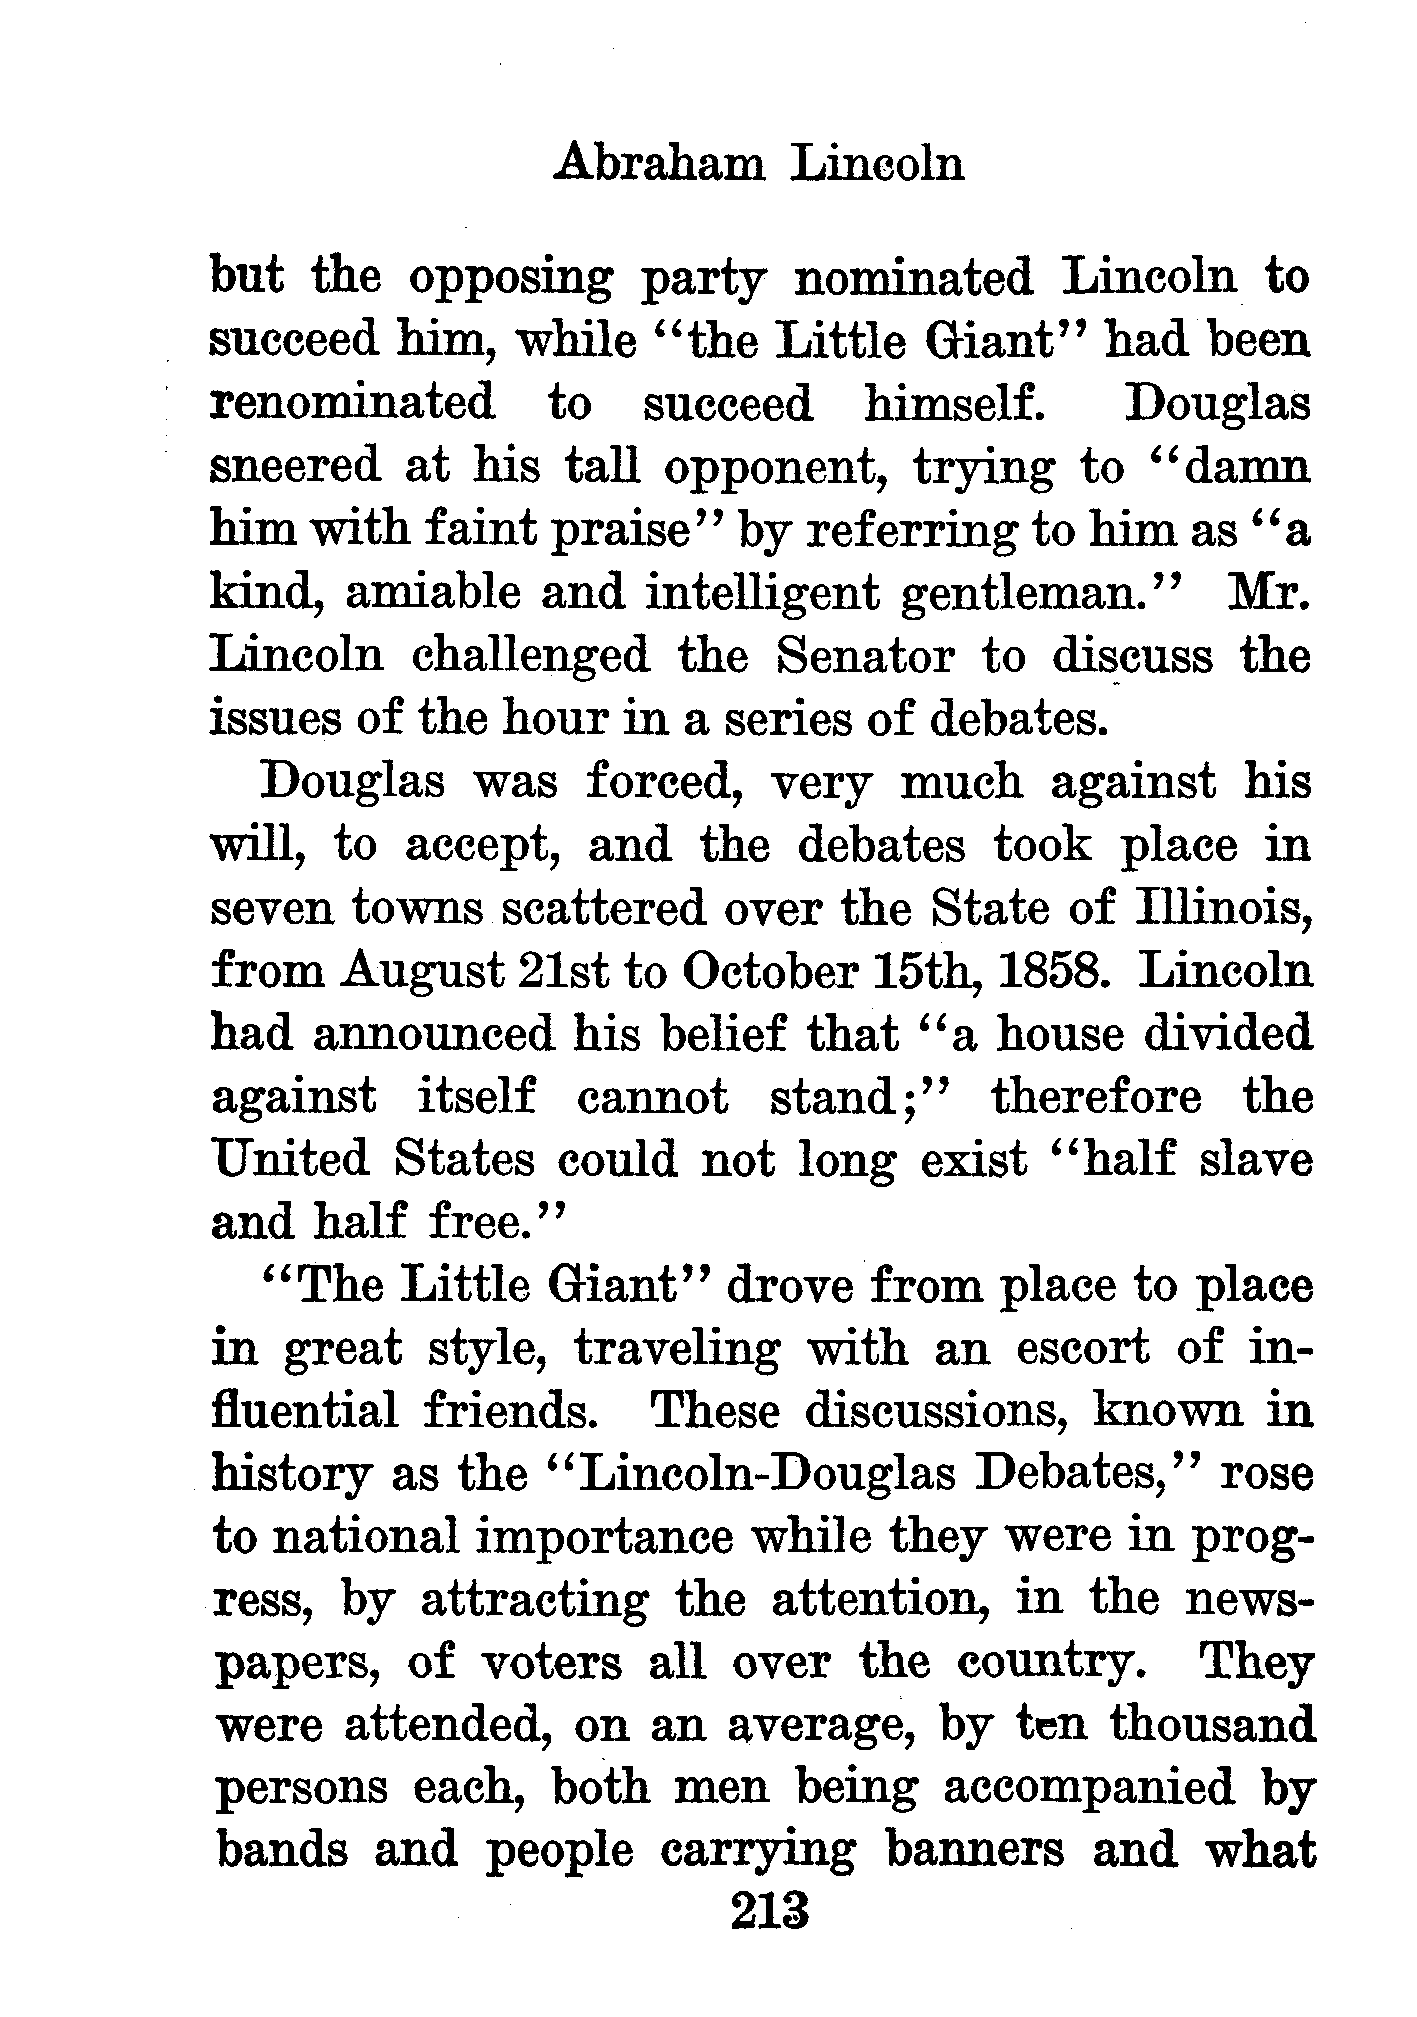 Abraham Lincoln
but the opposing party nominated Lincoln to
succeed him, while "the Little Giant" had been
renominated to succeed himself. Douglas
sneered at his tall opponent, trying to "damn
him with faint praise" by referring to him as "a
kind, amiable and intelligent gentleman." Mr.
Lincoln challenged the Senator to discuss the
issues of the hour in a series of debates.
Douglas was forced, very much against his
will, to accept, and the debates took place in
seven towns scattered over the State of Illinois,
from August 21st to October 15th, 1858. Lincoln
had announced his belief that "a house divided
against itself cannot stand;" therefore the
United States could not long exist "half slave
and half free."
"The Little Giant" drove from place to place
in great style, traveling with an escort of in-
fluential friends. These discussions, known in
history as the "Lincoln-Douglas Debates," rose
to national importance while they were in prog-
ress, by attracting the attention, in the news-
papers, of voters all over the country. They
were attended, on an average, by ten thousand
persons each, both men being accompanied by
bands and people carrying banners and what
213